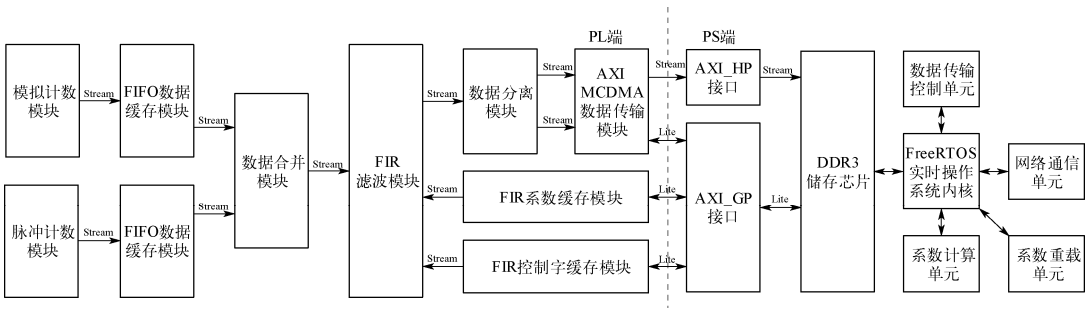 PL端
PS端
模拟计数
模块
Stream
FIFO数据
缓存模块
Stream
脉冲计数
模块
Stream
FIFO数据
缓存模块
Stream
数据合并
模块
Stream
FIR
滤波模块
Stream
数据分离
模块
Stream
Stream
AXI
MCDMA
数据传输
模块
Stream
Lite
AXI_HP
接口
Stream
Stream
FIR系数缓存模块
Lite
Stream
FIR控制字缓存模块
Lite
AXI_GP
接口
Lite
DDR3
储存芯片
数据传输
控制单元
FreeRTOS
实时操作
系统内核
网络通信
单元
系数计算
单元
系数重载
单元